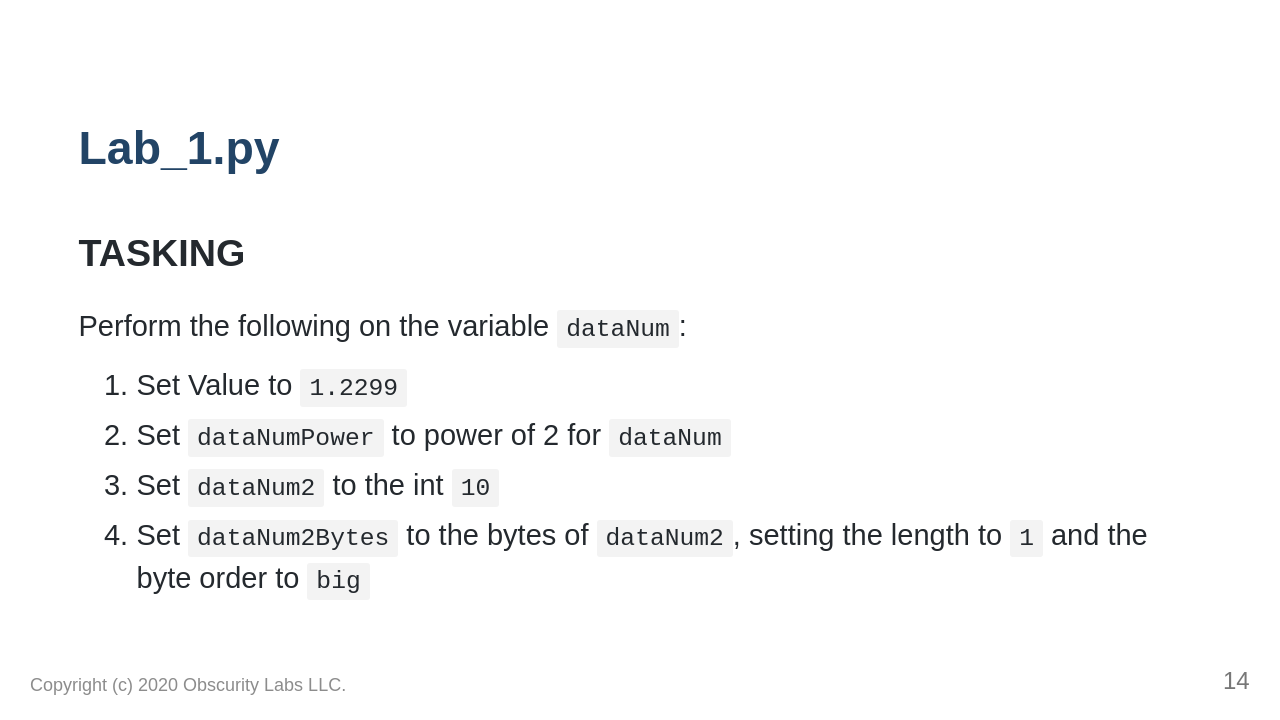 Lab_1.py
TASKING
Perform the following on the variable dataNum:
1. Set Value to 1.2299
2. Set dataNumPower to power of 2 for dataNum
3. Set dataNum2 to the int 10
4. Set dataNum2Bytes to the bytes of dataNum2, setting the length to 1 and the
byte order to big
Copyright (c) 2020 Obscurity Labs LLC.
14